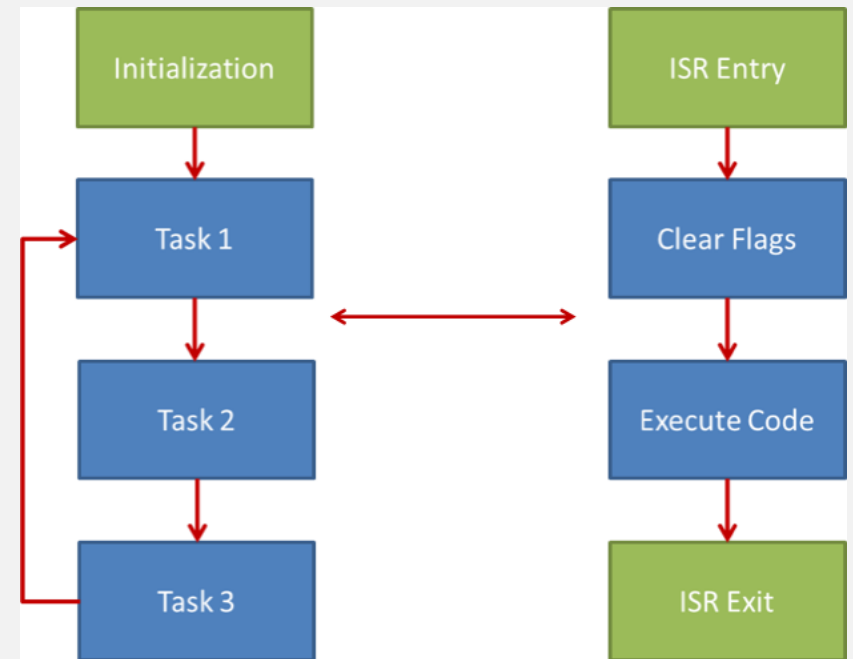 Initialization
Task 1
Task 2
Task 3
ISR Entry
Clear Flags
Execute Code
ISR Exit